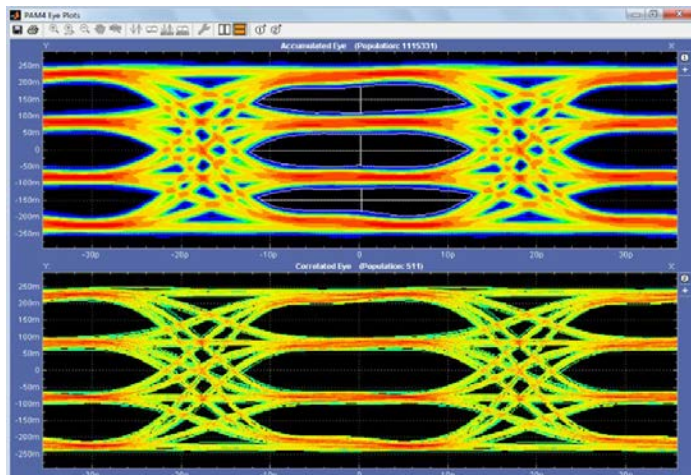 PAM4 Eye Plots
Y Accumulated Eye (Population: 1115331) X
250m
200m
150m
100m
50m
0
-50m
-100m
-150m
-200m
-250m
-30p -20p -10p 0 10p 20p 30p
Y Correlated Eye (Population: 511) X
250m
200m
150m
100m
50m
0
-50m
-100m
-150m
-200m
-250m